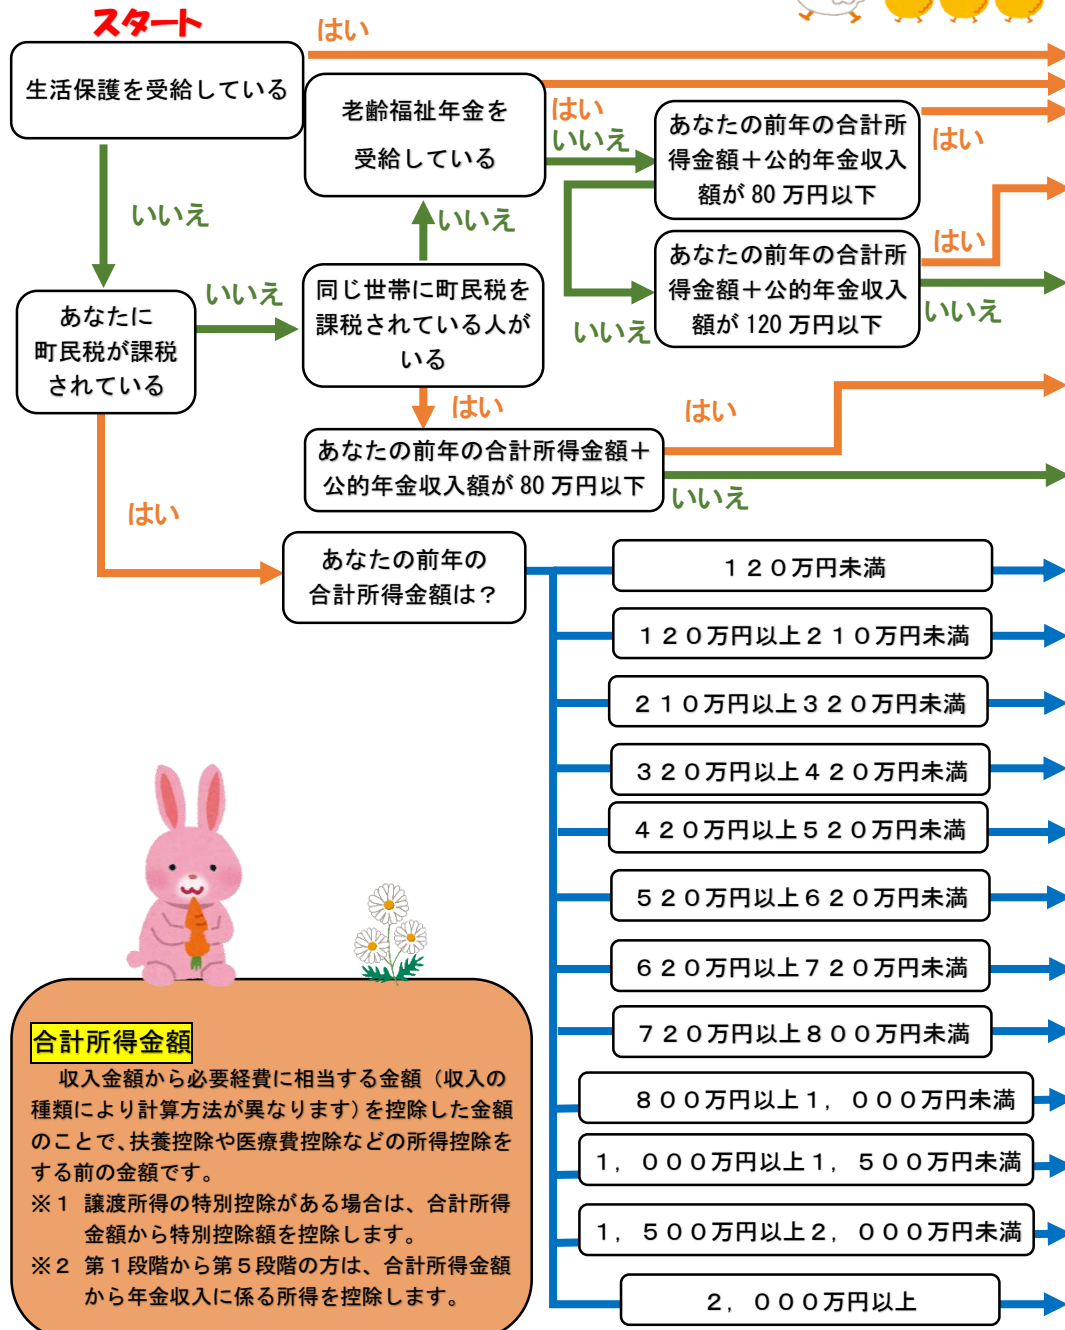 スタート
はい
生活保護を受給している
老齢福祉年金を
受給している
はい
いいえ
あなたの前年の合計所
得金額＋公的年金収入
額が 80 万円以下
はい
いいえ
いいえ
あなたの前年の合計所
得金額＋公的年金収入
額が 120 万円以下
はい
いいえ
いいえ
あなたに
町民税が課税
されている
いいえ
同じ世帯に町民税を
課税されている人が
いる
はい
はい
あなたの前年の合計所得金額＋
公的年金収入額が 80 万円以下
いいえ
はい
あなたの前年の
合計所得金額は？
１２０万円未満
１２０万円以上２１０万円未満
２１０万円以上３２０万円未満
３２０万円以上４２０万円未満
４２０万円以上５２０万円未満
５２０万円以上６２０万円未満
６２０万円以上７２０万円未満
７２０万円以上８００万円未満
８００万円以上１，０００万円未満
１，０００万円以上１，５００万円未満
１，５００万円以上２，０００万円未満
２，０００万円以上
合計所得金額
収入金額から必要経費に相当する金額（収入の
種類により計算方法が異なります）を控除した金額
のことで、扶養控除や医療費控除などの所得控除を
する前の金額です。
※１ 譲渡所得の特別控除がある場合は、合計所得
金額から特別控除額を控除します。
※２ 第１段階から第５段階の方は、合計所得金額
から年金収入に係る所得を控除します。